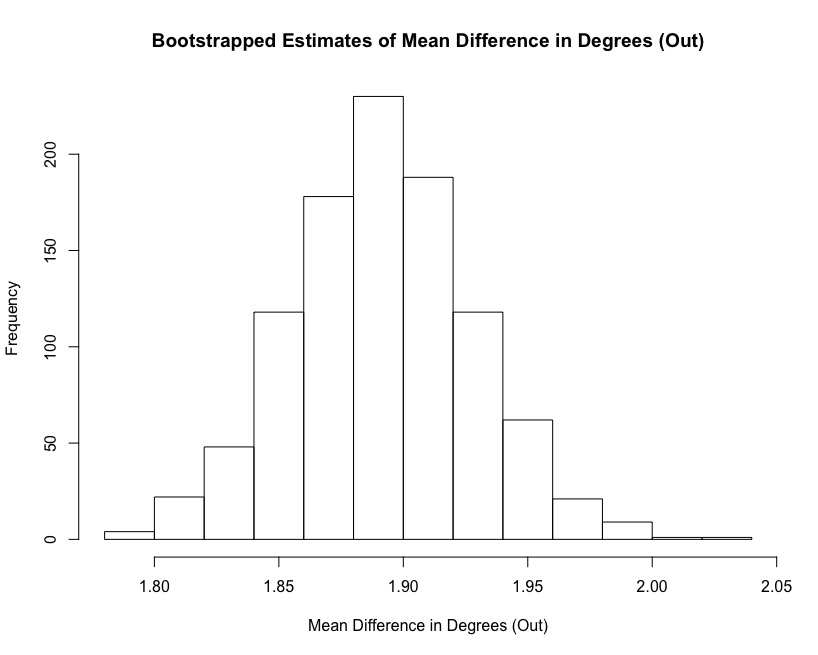 Bootstrapped Estimates of Mean Difference in Degrees (Out)
Frequency
200
150
100
50
0
1.80 1.85 1.90 1.95 2.00 2.05
Mean Difference in Degrees (Out)